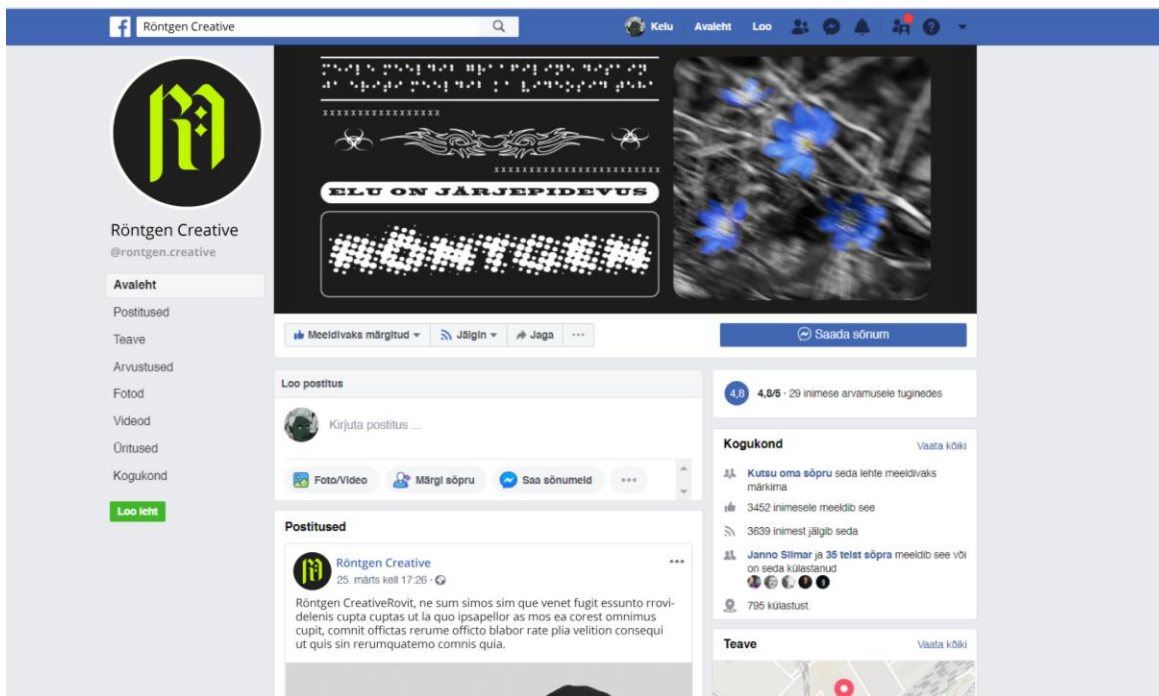 Röntgen Creative
Kelu Avaleht Loo
xxxxxxxxxxxxxxxxxx
xxxxxxxxxxxxxxxxxxxxxxxxx
ELU ON JÄRJEPIDEVUS
RÖNTGEN
Röntgen Creative
@rontgen.creative
Avaleht
Postitused
Teave
Arvustused
Fotod
Videod
Üritused
Kogukond
Loo leht
Meeldivaks märgitud Jälgin Jaga ...
Saada sõnum
Loo postitus
Kirjuta postitus ...
Foto/Video Märgi sõpru Saa sõnumeid ...
Postitused
Röntgen Creative ...
25. märts kell 17:26 ·
Röntgen CreativeRovit, ne sum simos sim que venet fugit essunto rrovi-
delenis cupta cuptas ut la quo ipsapellor as mos ea corest omnimus
cupit, comnit offictas rerume officto blabor rate plia velition consequi
ut quis sin rerumquatemo comnis quia.
4,8 4,8/5 · 29 inimese arvamusele tuginedes
Kogukond Vaata kõiki
Kutsu oma sõpru seda lehte meeldivaks
märkima
3452 inimesele meeldib see
3639 inimest jälgib seda
Janno Silmar ja 35 teist sõpra meeldib see või
on seda külastanud
795 külastust.
Teave Vaata kõiki